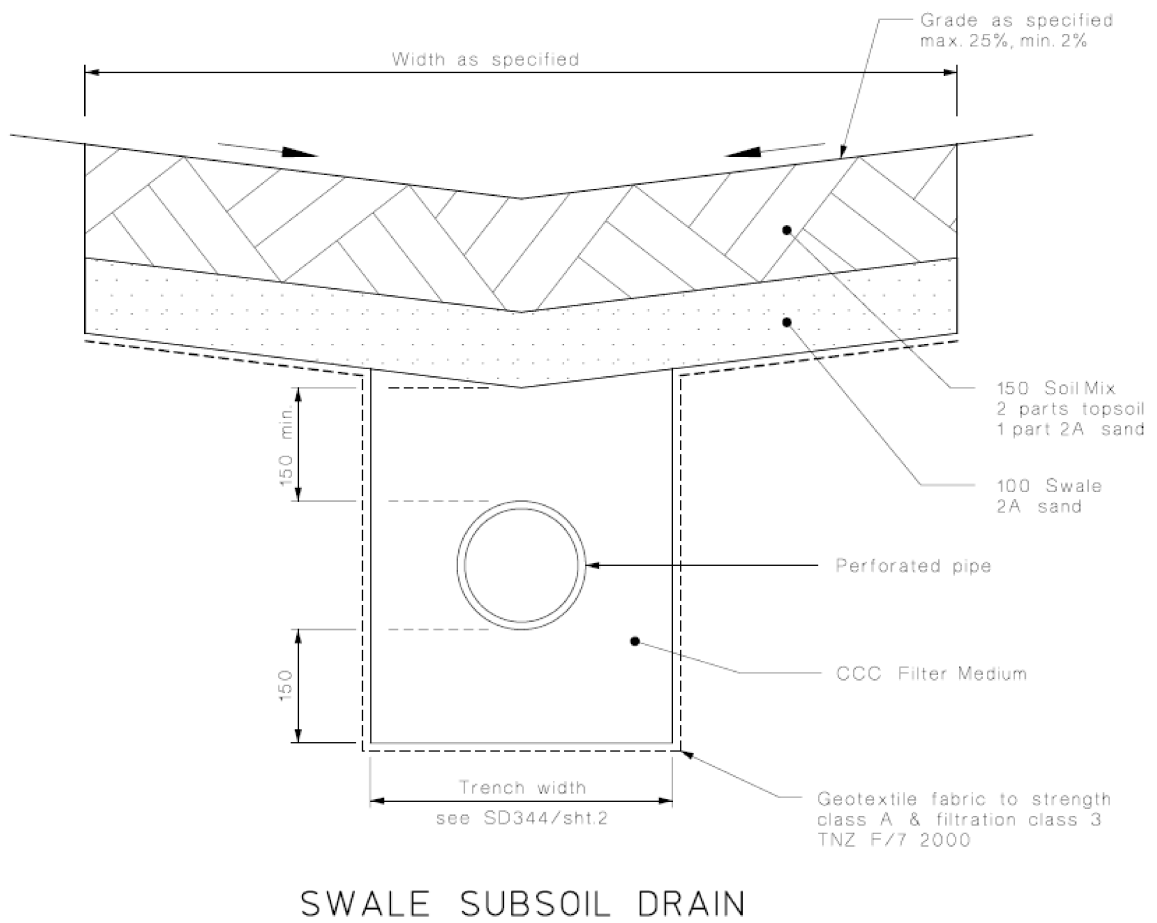 Grade as specified
max. 25%, min. 2%
Width as specified
150 Soil Mix
2 parts topsoil
1 part 2A sand
150 min.
100 Swale
2A sand
Perforated pipe
CCC Filter Medium
150
Trench width
see SD344/sht.2
Geotextile fabric to strength
class A & filtration class 3
TNZ F/7 2000
SWALE SUBSOIL DRAIN